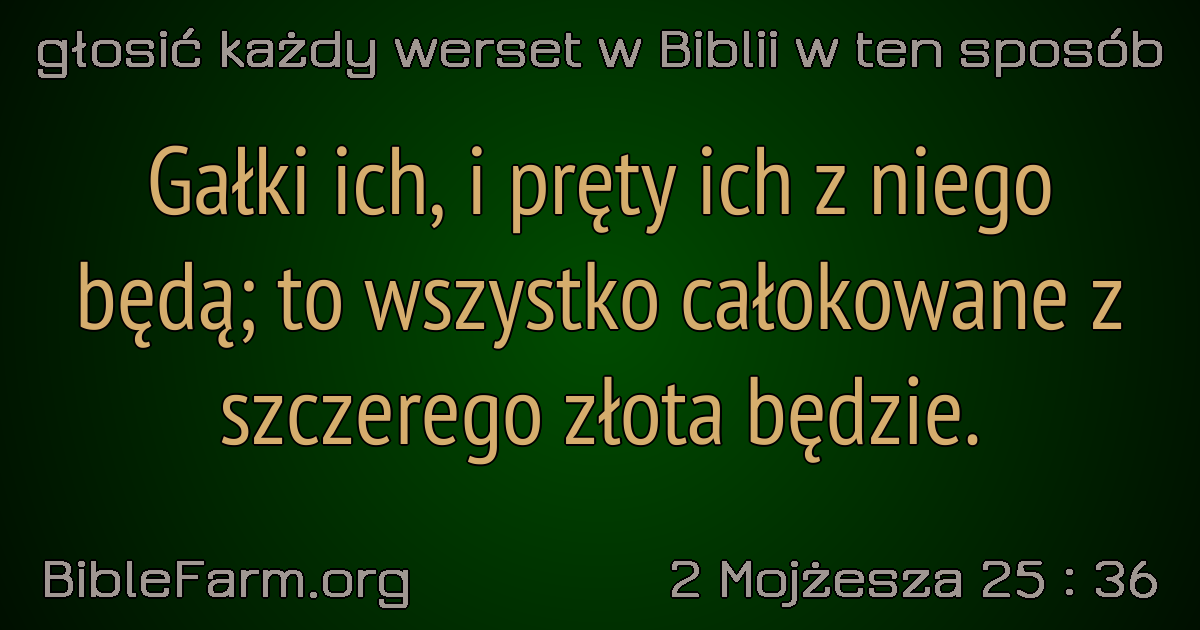 głosić każdy werset w Biblii w ten sposób
Gałki ich, i pręty ich z niego
będą; to wszystko całokowane z
szczerego złota będzie.
BibleFarm.org
2 Mojżesza 25 : 36